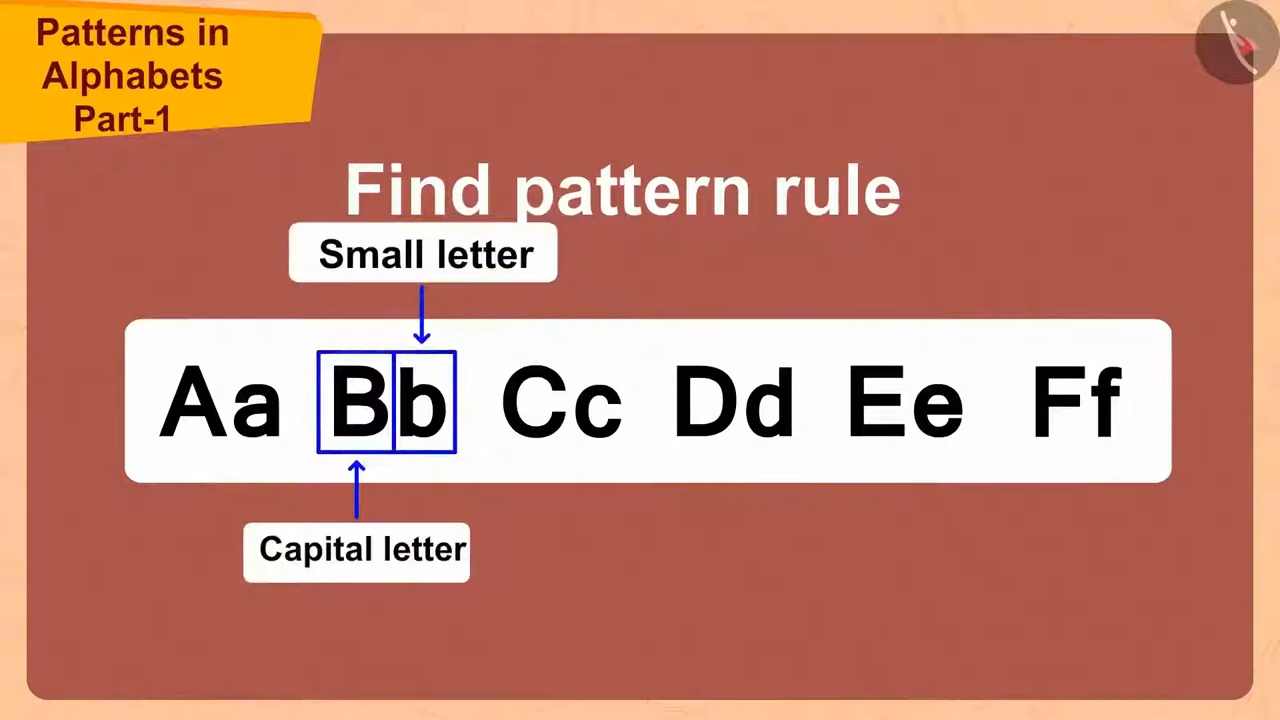 Patterns in
Alphabets
Part-1
Find pattern rule
Small letter
Aa Bb Cc Dd Ee Ff
Capital letter